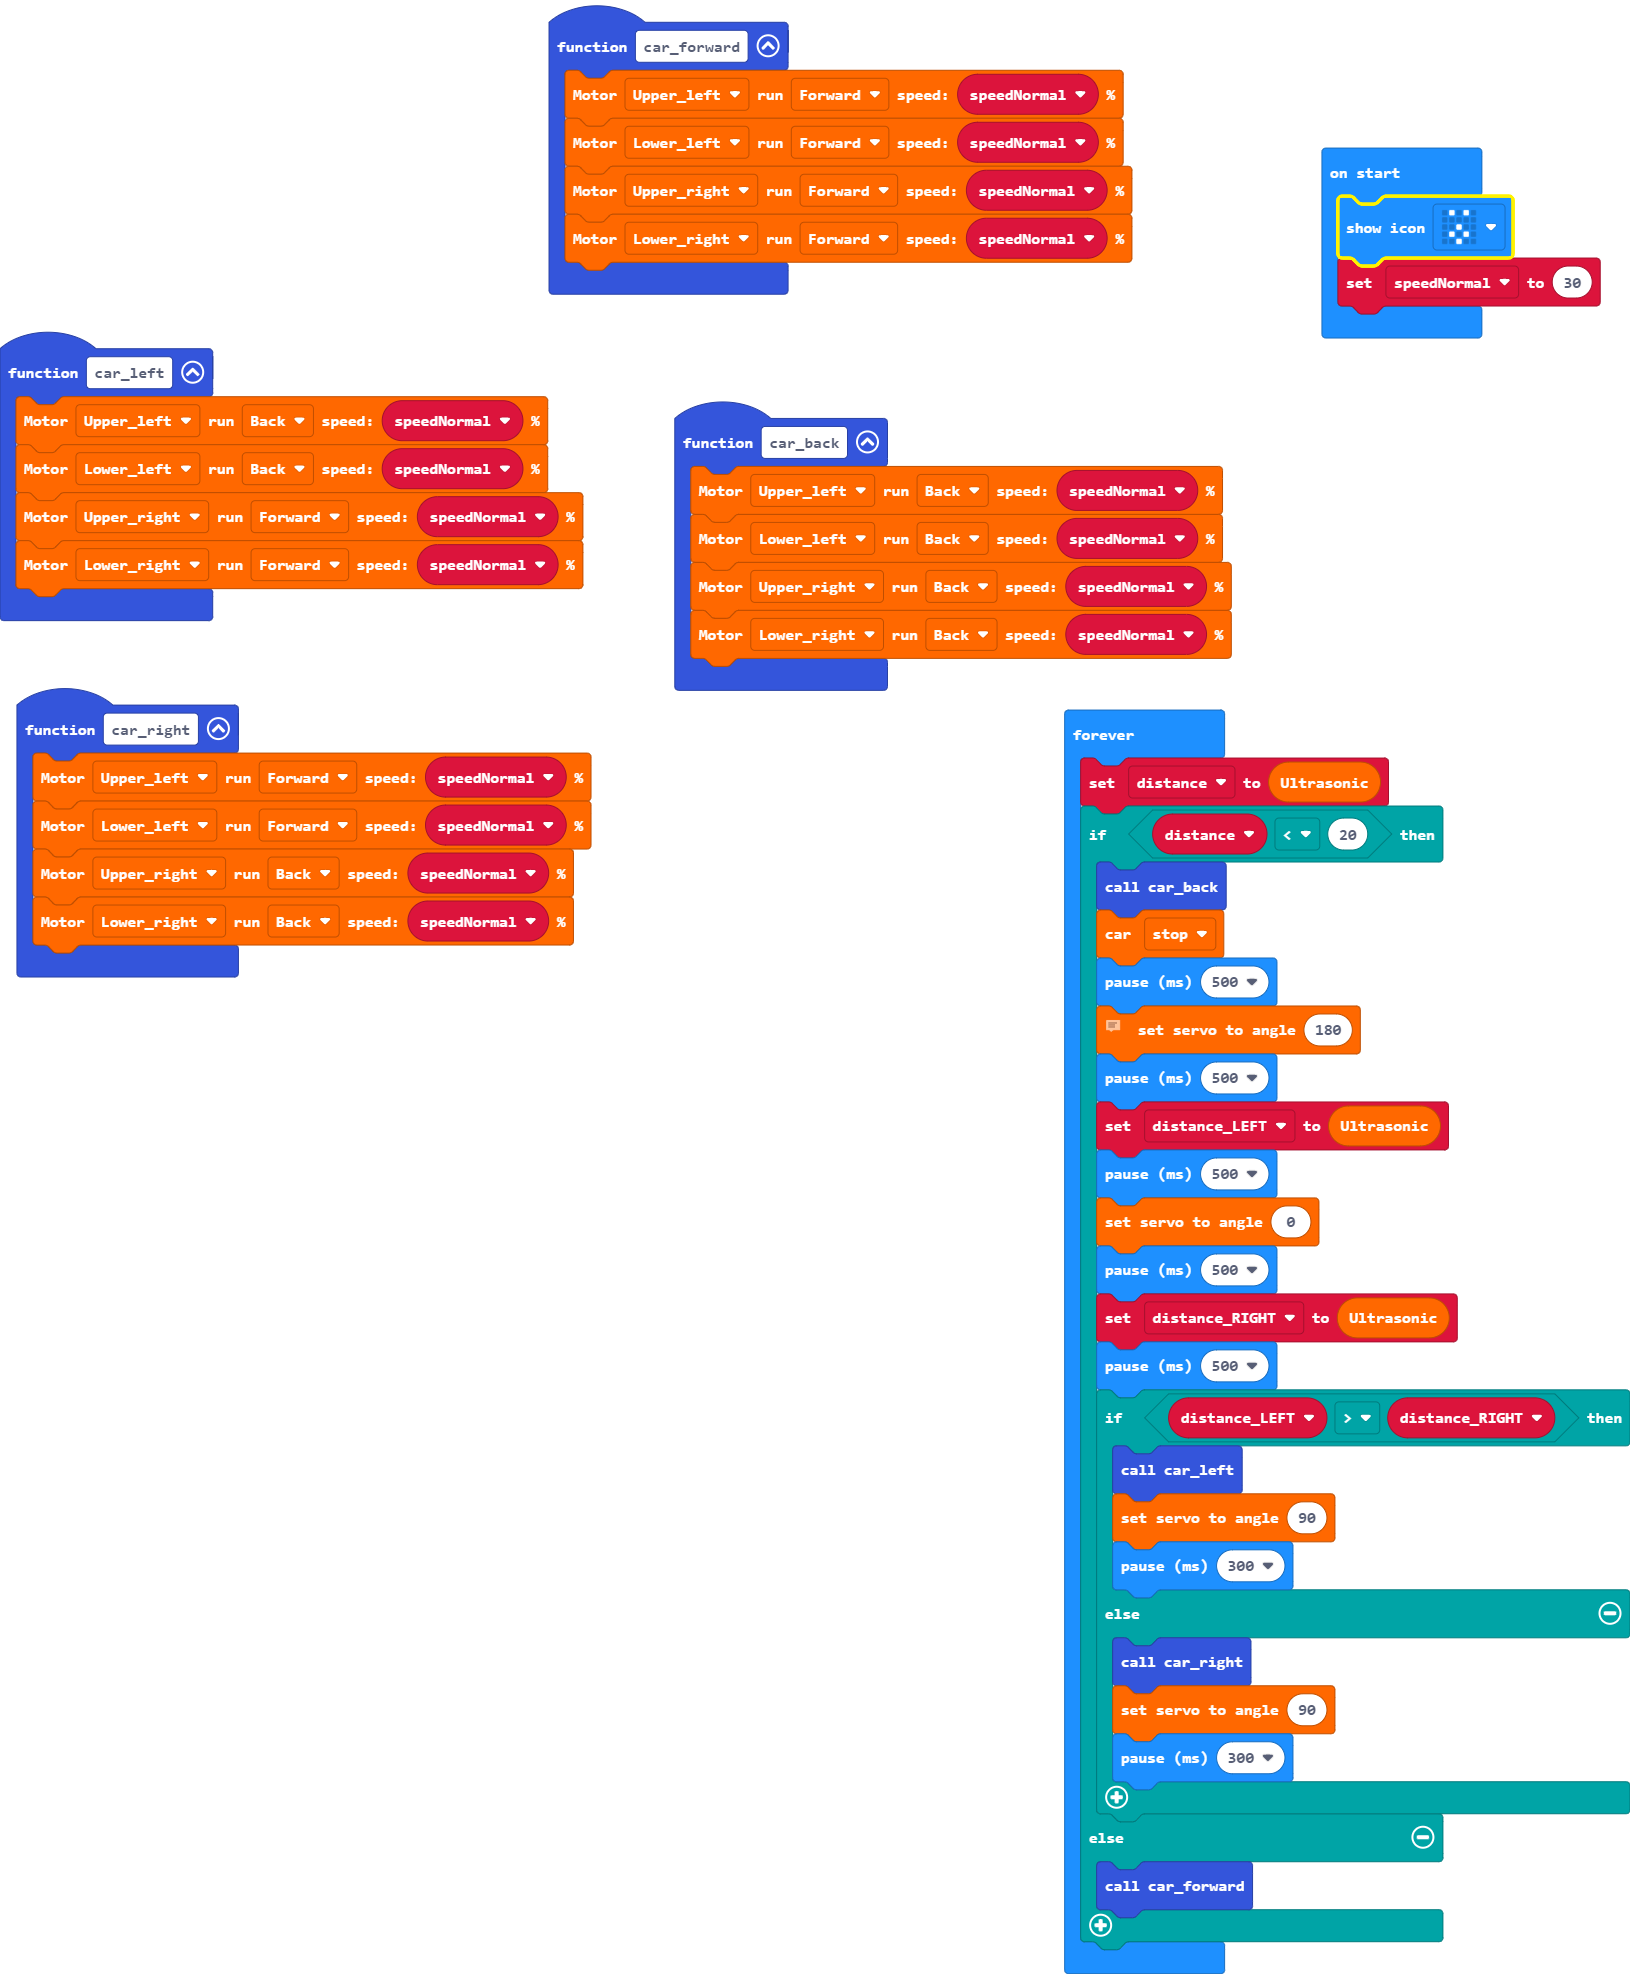 function car_forward
Motor Upper_left run Forward speed: speedNormal %
Motor Lower_left run Forward speed: speedNormal %
Motor Upper_right run Forward speed: speedNormal %
Motor Lower_right run Forward speed: speedNormal %
on start
show icon
set speedNormal to 30
function car_left
Motor Upper_left run Back speed: speedNormal %
Motor Lower_left run Back speed: speedNormal %
Motor Upper_right run Forward speed: speedNormal %
Motor Lower_right run Forward speed: speedNormal %
function car_back
Motor Upper_left run Back speed: speedNormal %
Motor Lower_left run Back speed: speedNormal %
Motor Upper_right run Back speed: speedNormal %
Motor Lower_right run Back speed: speedNormal %
function car_right
Motor Upper_left run Forward speed: speedNormal %
Motor Lower_left run Forward speed: speedNormal %
Motor Upper_right run Back speed: speedNormal %
Motor Lower_right run Back speed: speedNormal %
forever
set distance to Ultrasonic
if distance < 20 then
call car_back
car stop
pause (ms) 500
set servo to angle 180
pause (ms) 500
set distance_LEFT to Ultrasonic
pause (ms) 500
set servo to angle 0
pause (ms) 500
set distance_RIGHT to Ultrasonic
pause (ms) 500
if distance_LEFT > distance_RIGHT then
call car_left
set servo to angle 90
pause (ms) 300
else
call car_right
set servo to angle 90
pause (ms) 300
else
call car_forward